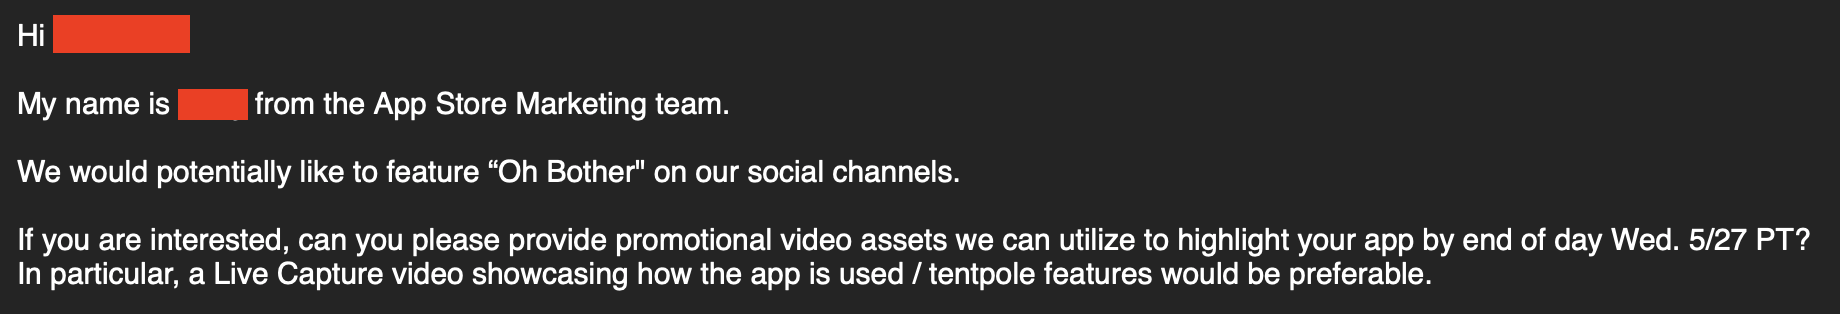 Hi
My name is from the App Store Marketing team.
We would potentially like to feature “Oh Bother" on our social channels.
If you are interested, can you please provide promotional video assets we can utilize to highlight your app by end of day Wed. 5/27 PT?
In particular, a Live Capture video showcasing how the app is used / tentpole features would be preferable.